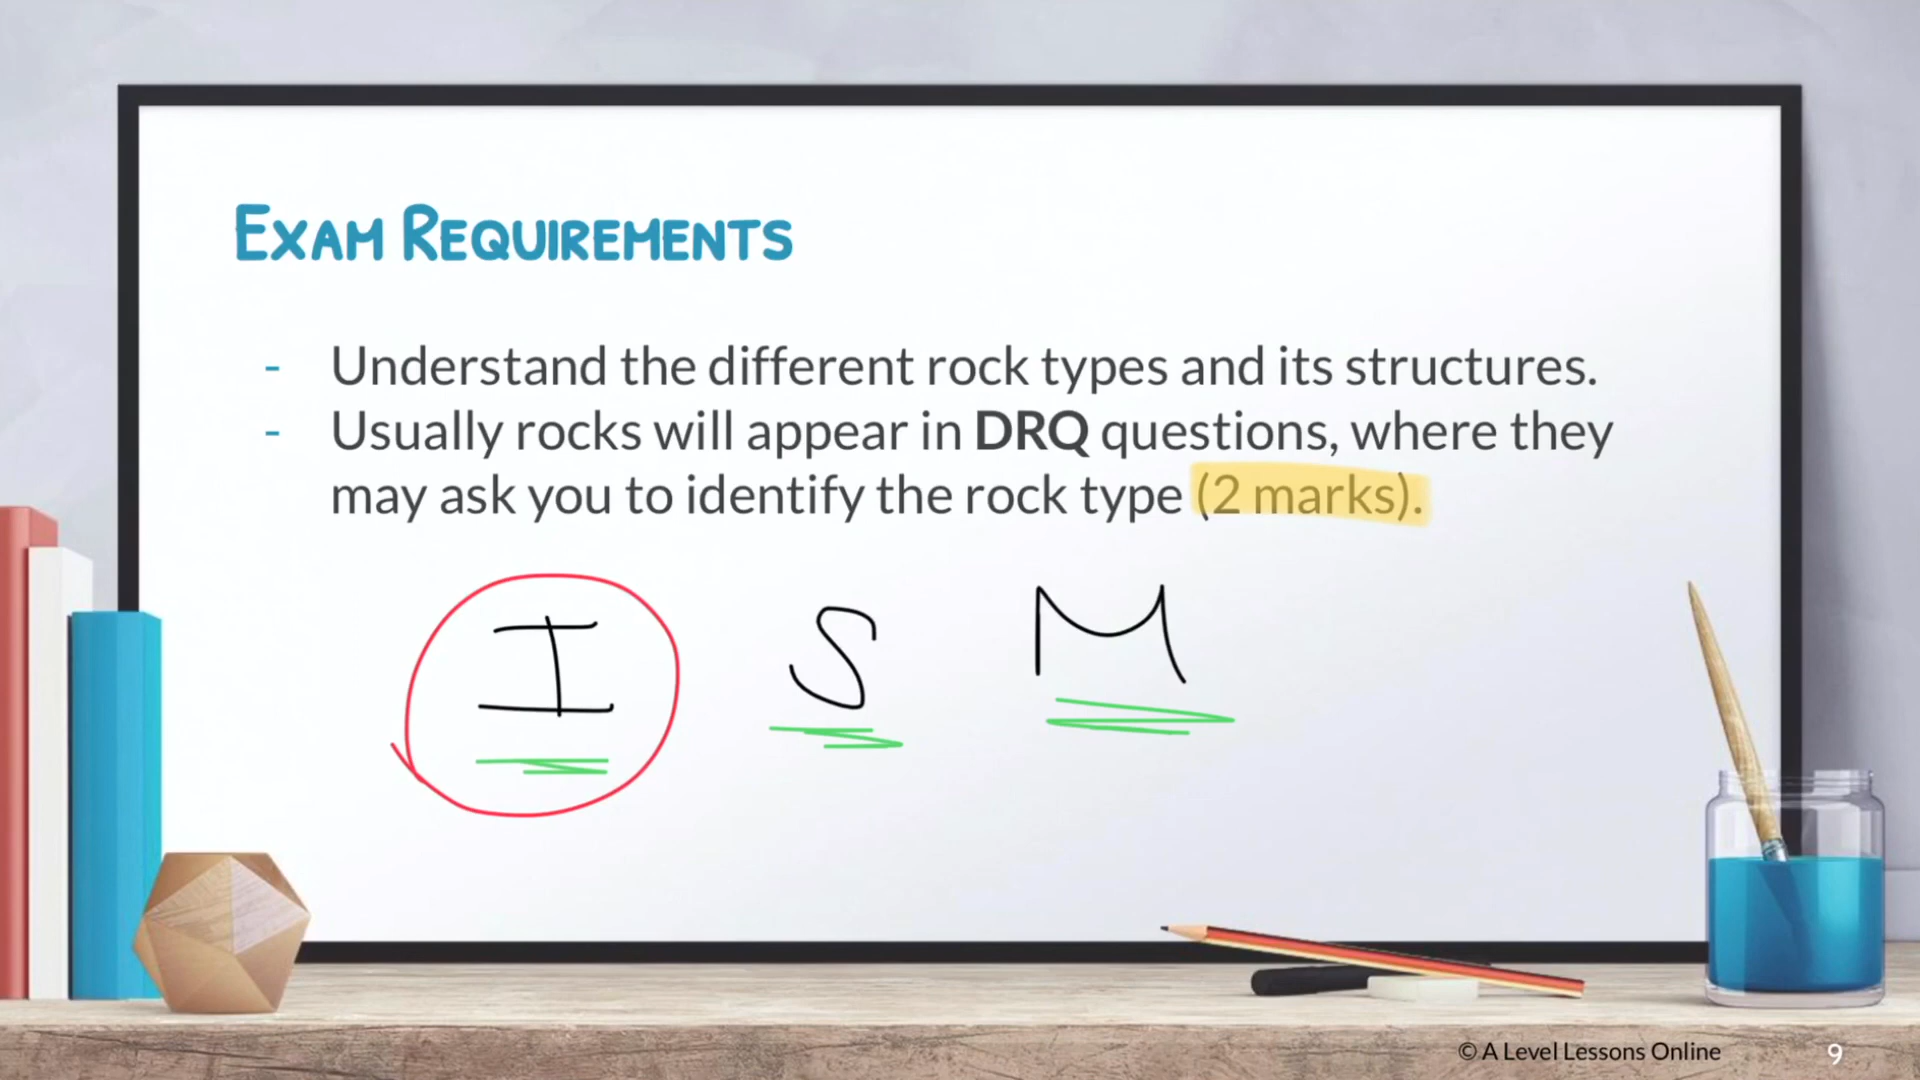 Exam Requirements
- Understand the different rock types and its structures.
- Usually rocks will appear in DRQ questions, where they
may ask you to identify the rock type (2 marks).
I S M
© A Level Lessons Online 9